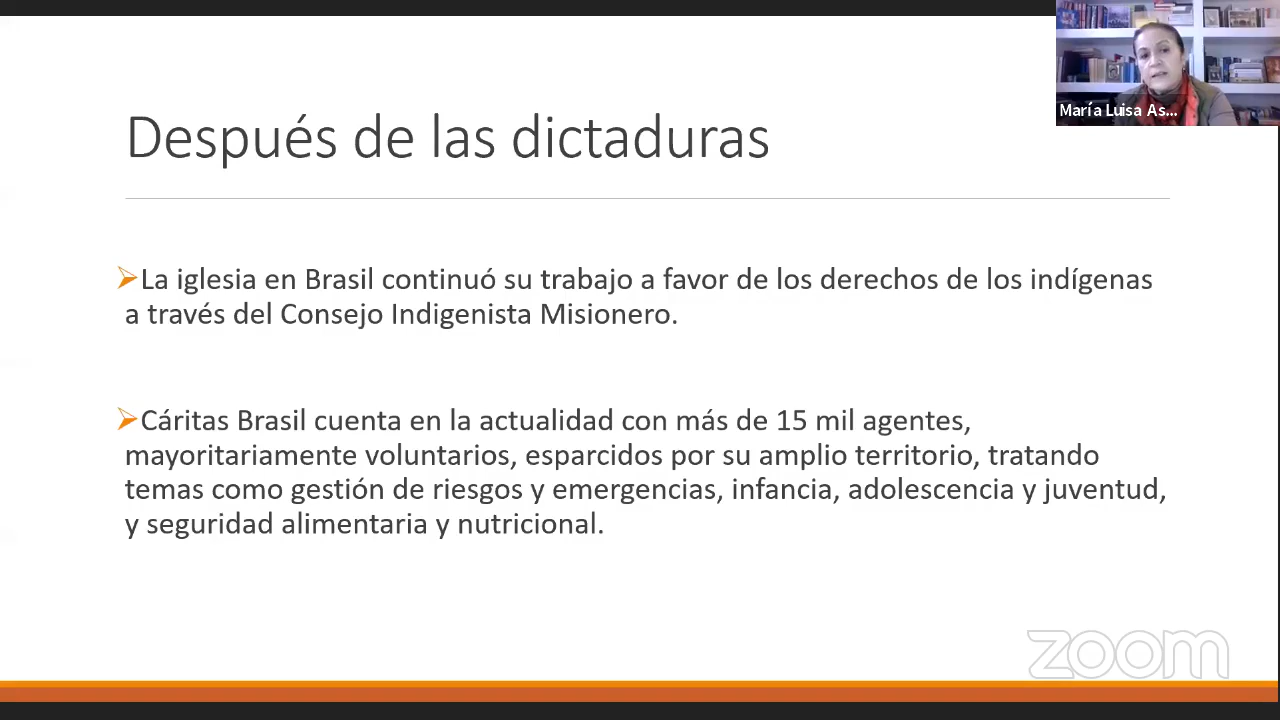 María Luisa As...
Después de las dictaduras
La iglesia en Brasil continuó su trabajo a favor de los derechos de los indígenas
a través del Consejo Indigenista Misionero.
Cáritas Brasil cuenta en la actualidad con más de 15 mil agentes,
mayoritariamente voluntarios, esparcidos por su amplio territorio, tratando
temas como gestión de riesgos y emergencias, infancia, adolescencia y juventud,
y seguridad alimentaria y nutricional.
zoom